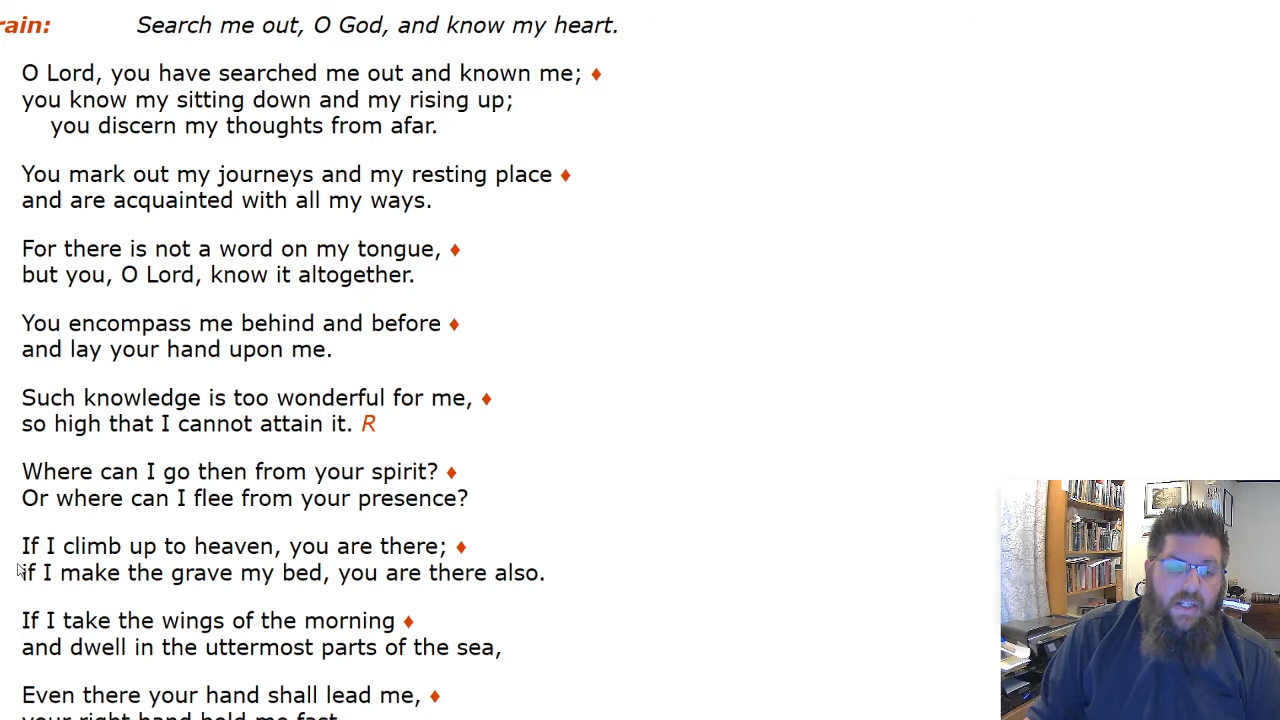 rain: Search me out, O God, and know my heart.
O Lord, you have searched me out and known me; ♦
you know my sitting down and my rising up;
you discern my thoughts from afar.
You mark out my journeys and my resting place ♦
and are acquainted with all my ways.
For there is not a word on my tongue, ♦
but you, O Lord, know it altogether.
You encompass me behind and before ♦
and lay your hand upon me.
Such knowledge is too wonderful for me, ♦
so high that I cannot attain it. R
Where can I go then from your spirit? ♦
Or where can I flee from your presence?
If I climb up to heaven, you are there; ♦
if I make the grave my bed, you are there also.
If I take the wings of the morning ♦
and dwell in the uttermost parts of the sea,
Even there your hand shall lead me, ♦
your right hand hold me fast